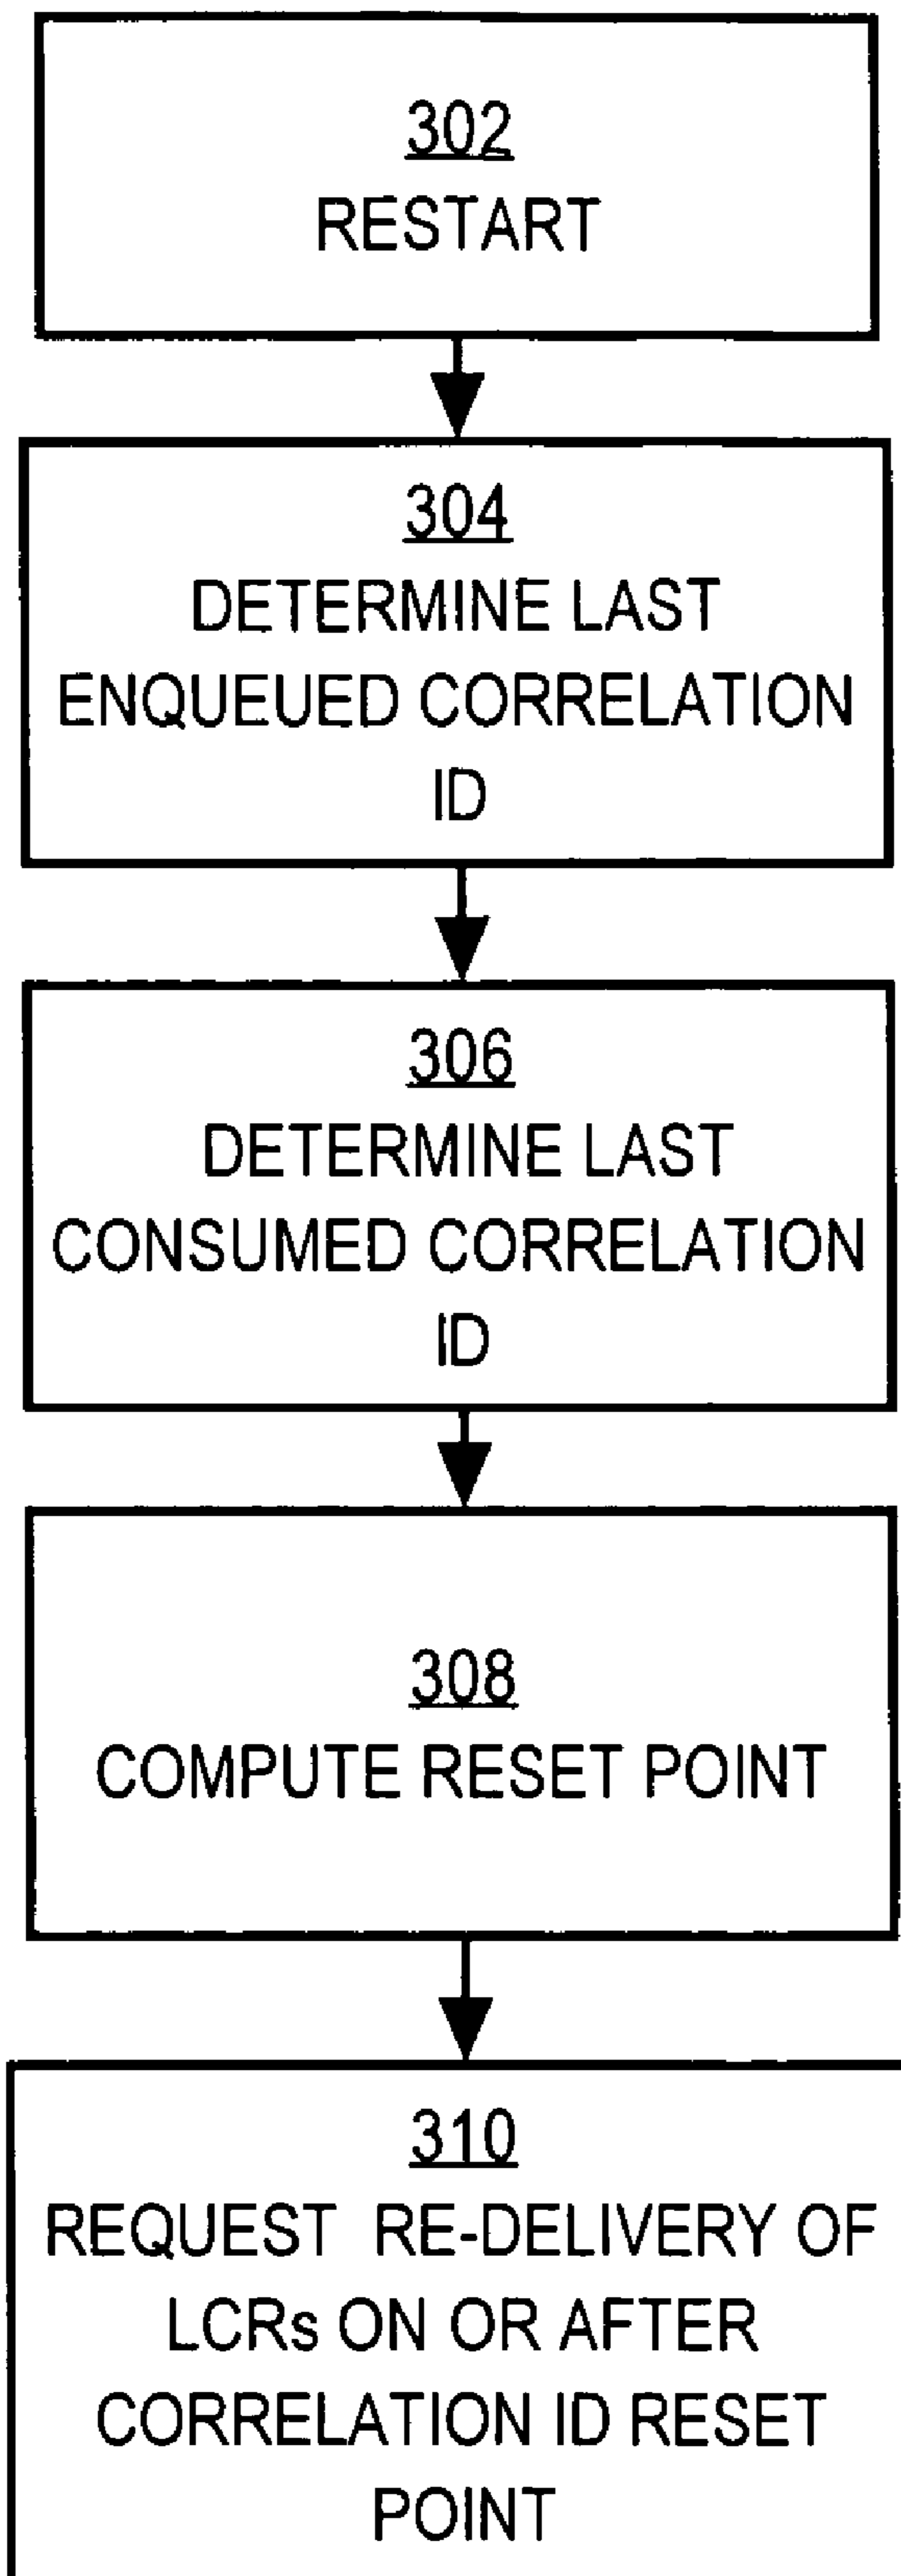 302
RESTART
304
DETERMINE LAST
ENQUEUED CORRELATION
ID
306
DETERMINE LAST
CONSUMED CORRELATION
ID
308
COMPUTE RESET POINT
310
REQUEST RE-DELIVERY OF
LCRs ON OR AFTER
CORRELATION ID RESET
POINT